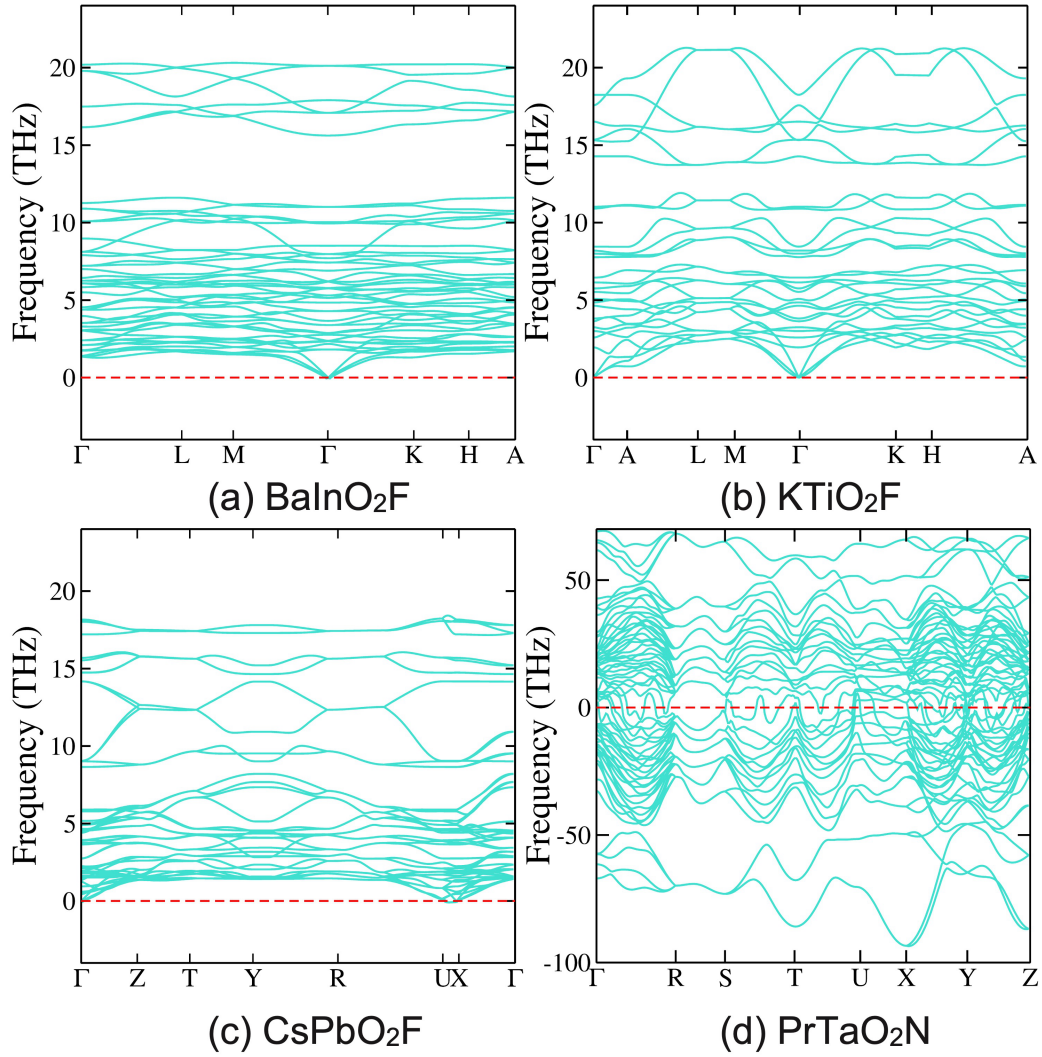 Frequency (THz)
20
15
10
5
0
Γ L M Γ K H A
(a) BaInO₂F
Frequency (THz)
20
15
10
5
0
Γ A L M Γ K H A
(b) KTiO₂F
Frequency (THz)
20
15
10
5
0
Γ Z T Y R U X Γ
(c) CsPbO₂F
Frequency (THz)
50
0
-50
-100
Γ R S T U X Y Z
(d) PrTaO₂N